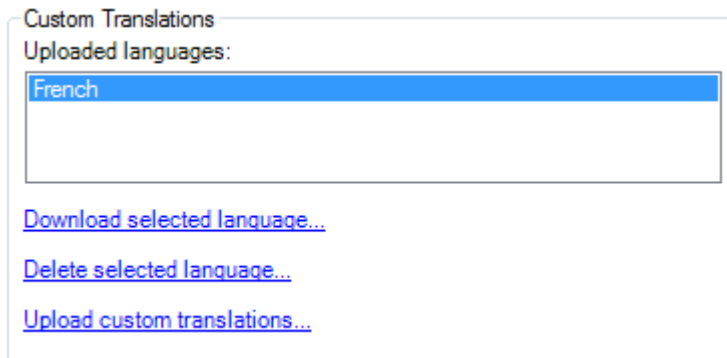 Custom Translations
Uploaded languages:
French
Download selected language...
Delete selected language...
Upload custom translations...